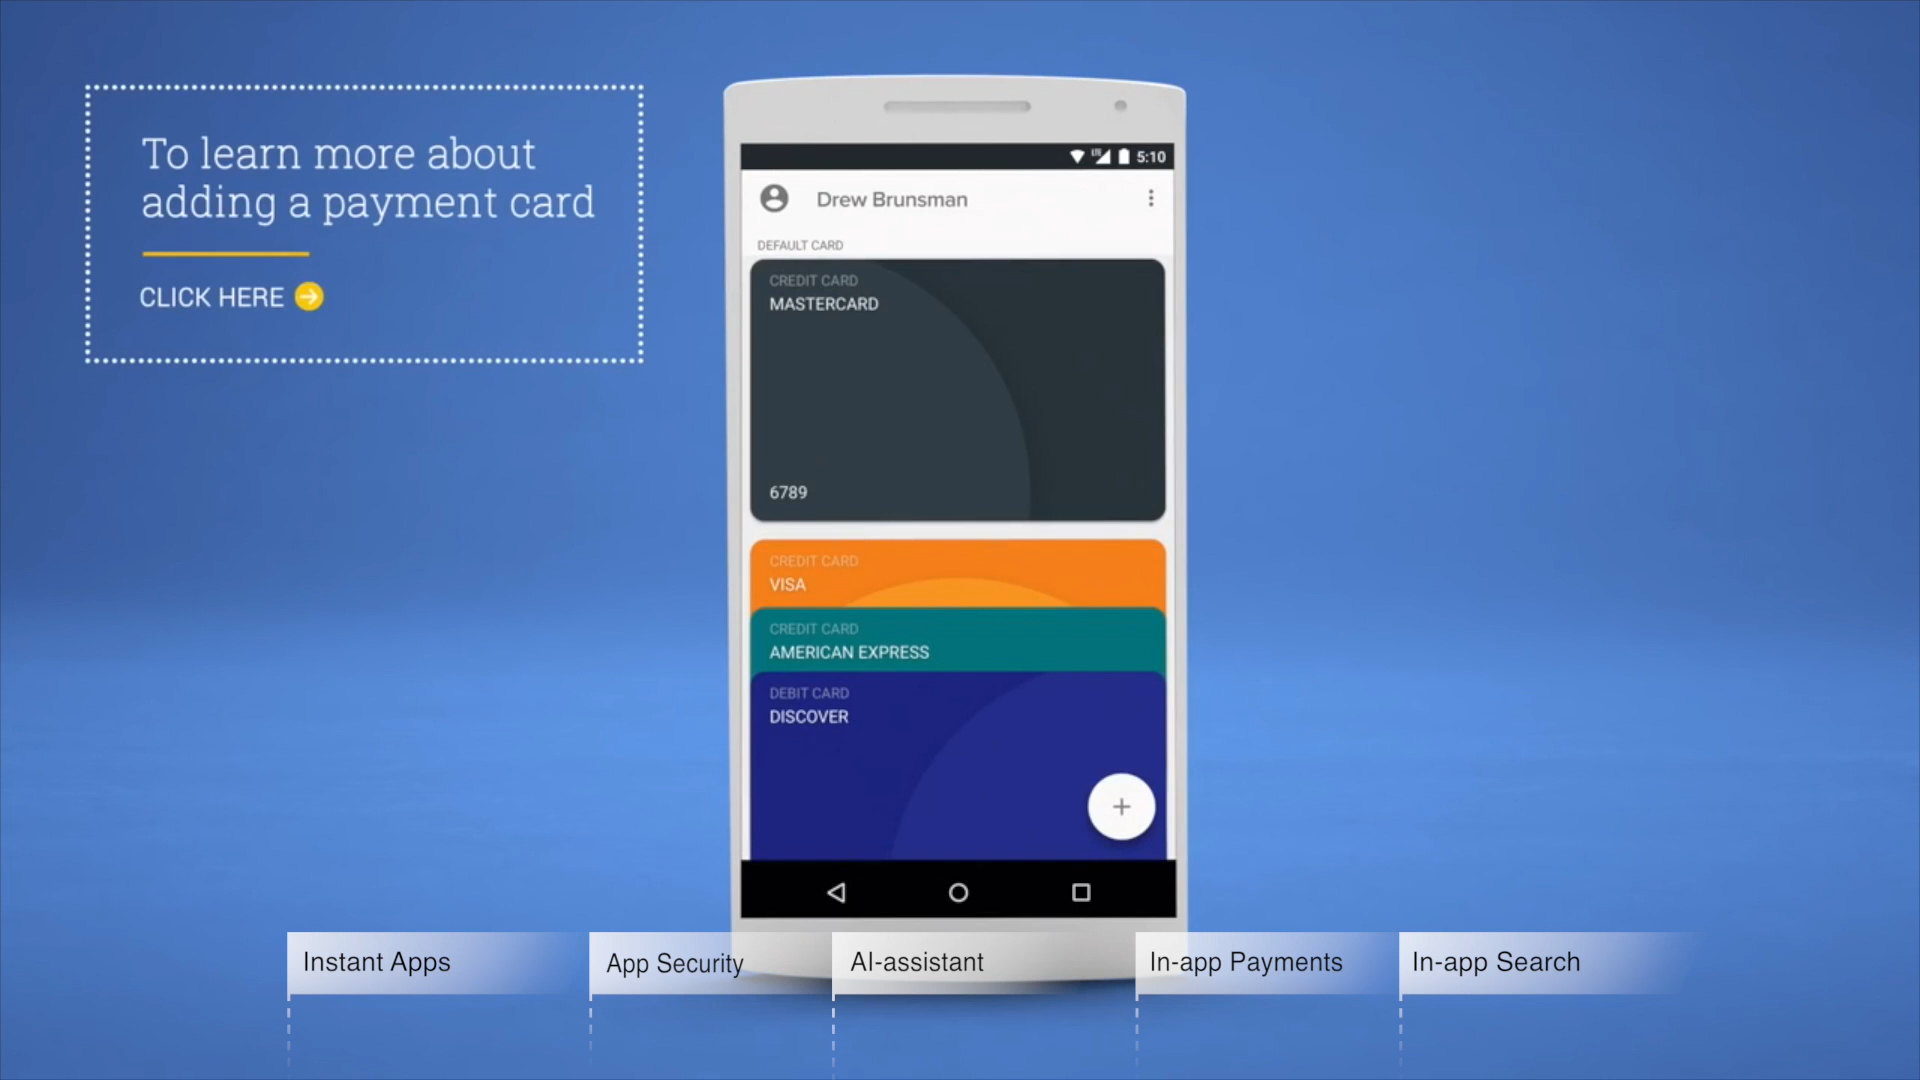 To learn more about
adding a payment card
CLICK HERE
LTE 5:10
Drew Brunsman
DEFAULT CARD
CREDIT CARD
MASTERCARD
6789
CREDIT CARD
VISA
CREDIT CARD
AMERICAN EXPRESS
DEBIT CARD
DISCOVER
Instant Apps
App Security
AI-assistant
In-app Payments
In-app Search